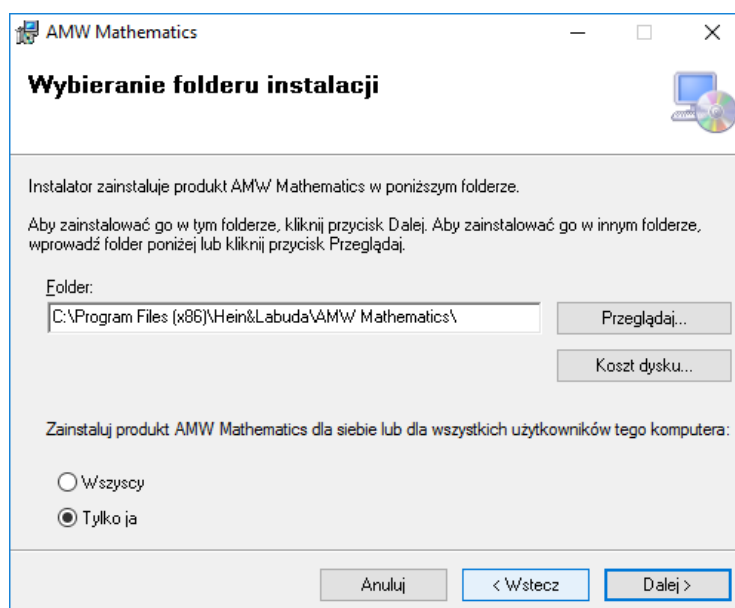 AMW Mathematics
Wybieranie folderu instalacji
Instalator zainstaluje produkt AMW Mathematics w poniższym folderze.
Aby zainstalować go w tym folderze, kliknij przycisk Dalej. Aby zainstalować go w innym folderze,
wprowadź folder poniżej lub kliknij przycisk Przeglądaj.
Folder:
C:\Program Files (x86)\Hein&Labuda\AMW Mathematics\
Przeglądaj...
Koszt dysku...
Zainstaluj produkt AMW Mathematics dla siebie lub dla wszystkich użytkowników tego komputera:
Wszyscy
Tylko ja
Anuluj
< Wstecz
Dalej >